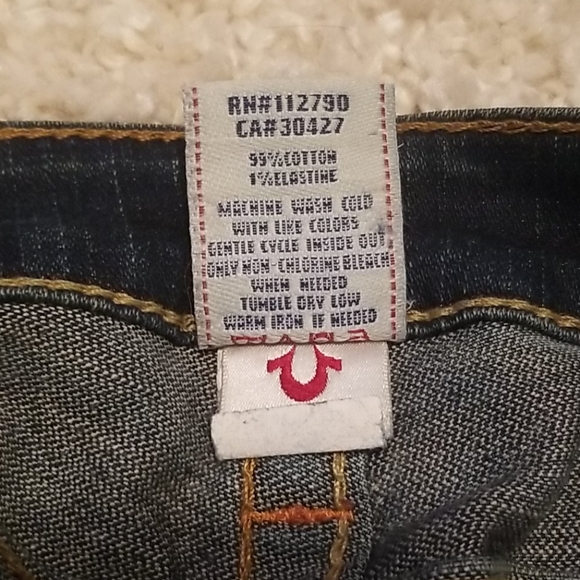 RN#112790
CA#30427
99%COTTON
1%ELASTINE
MACHINE WASH COLD
WITH LIKE COLORS
GENTLE CYCLE INSIDE OUT
ONLY NON-CHLORINE BLEACH
WHEN NEEDED
TUMBLE DRY LOW
WARM IRON IF NEEDED